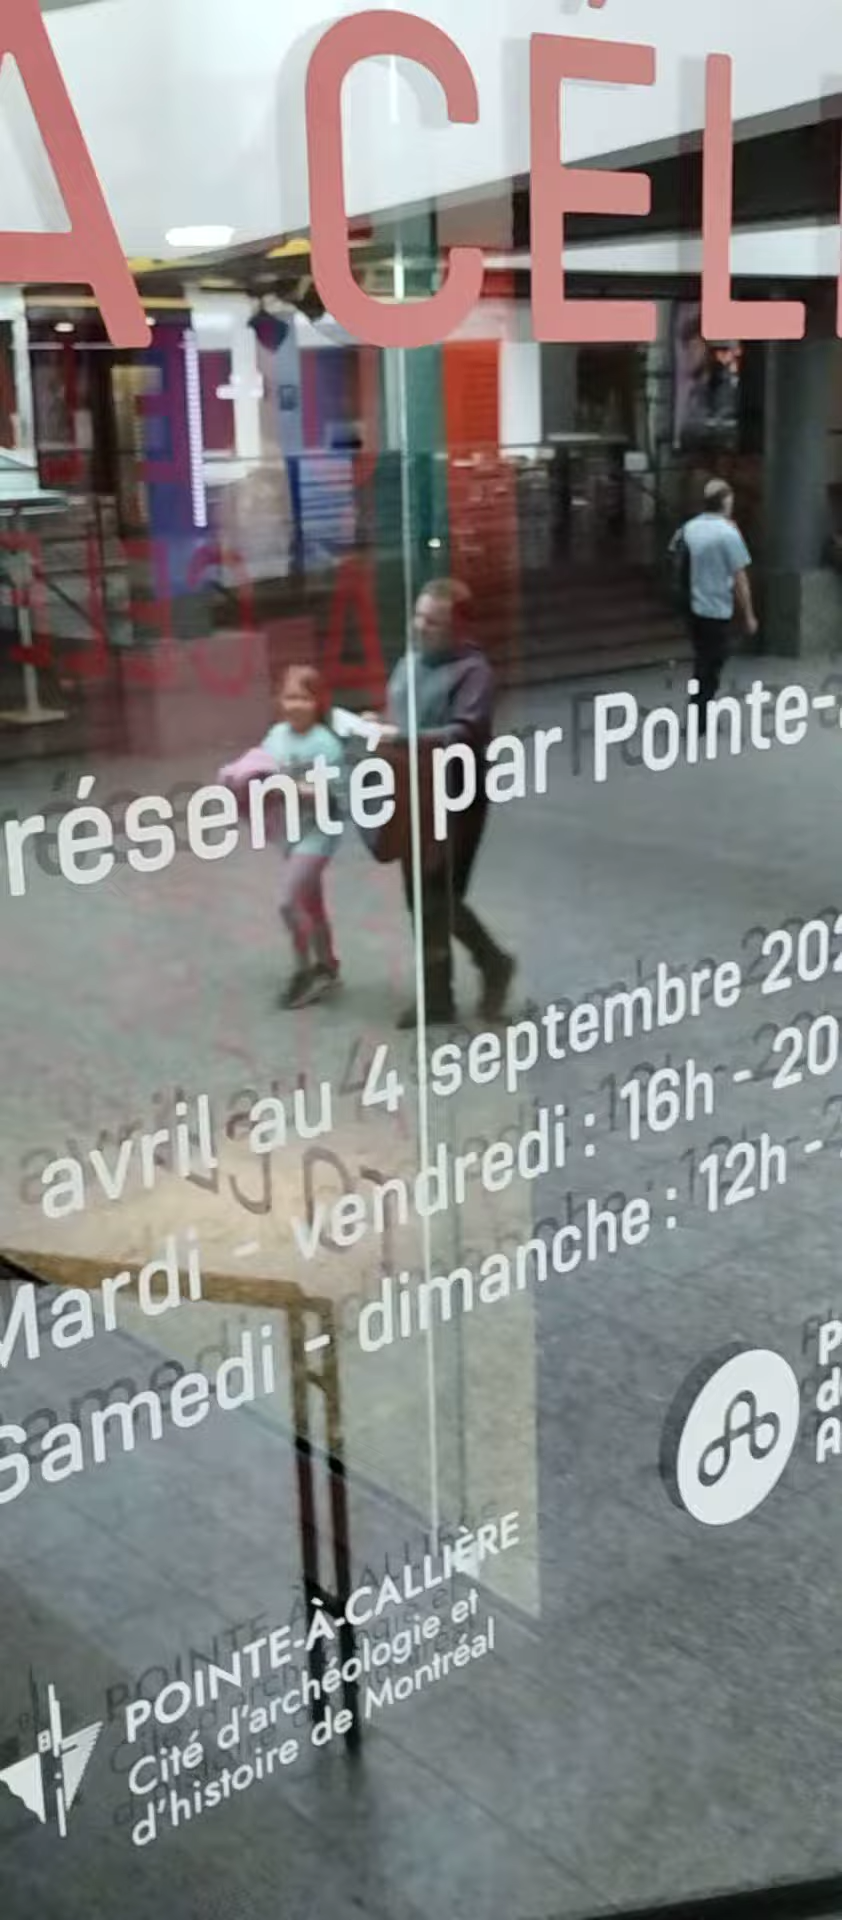 A CÉL
résenté par Pointe-à
avril au 4 septembre 202
Mardi - vendredi : 16h - 20
Samedi - dimanche : 12h -
POINTE-À-CALLIÈRE
Cité d'archéologie et
d'histoire de Montréal